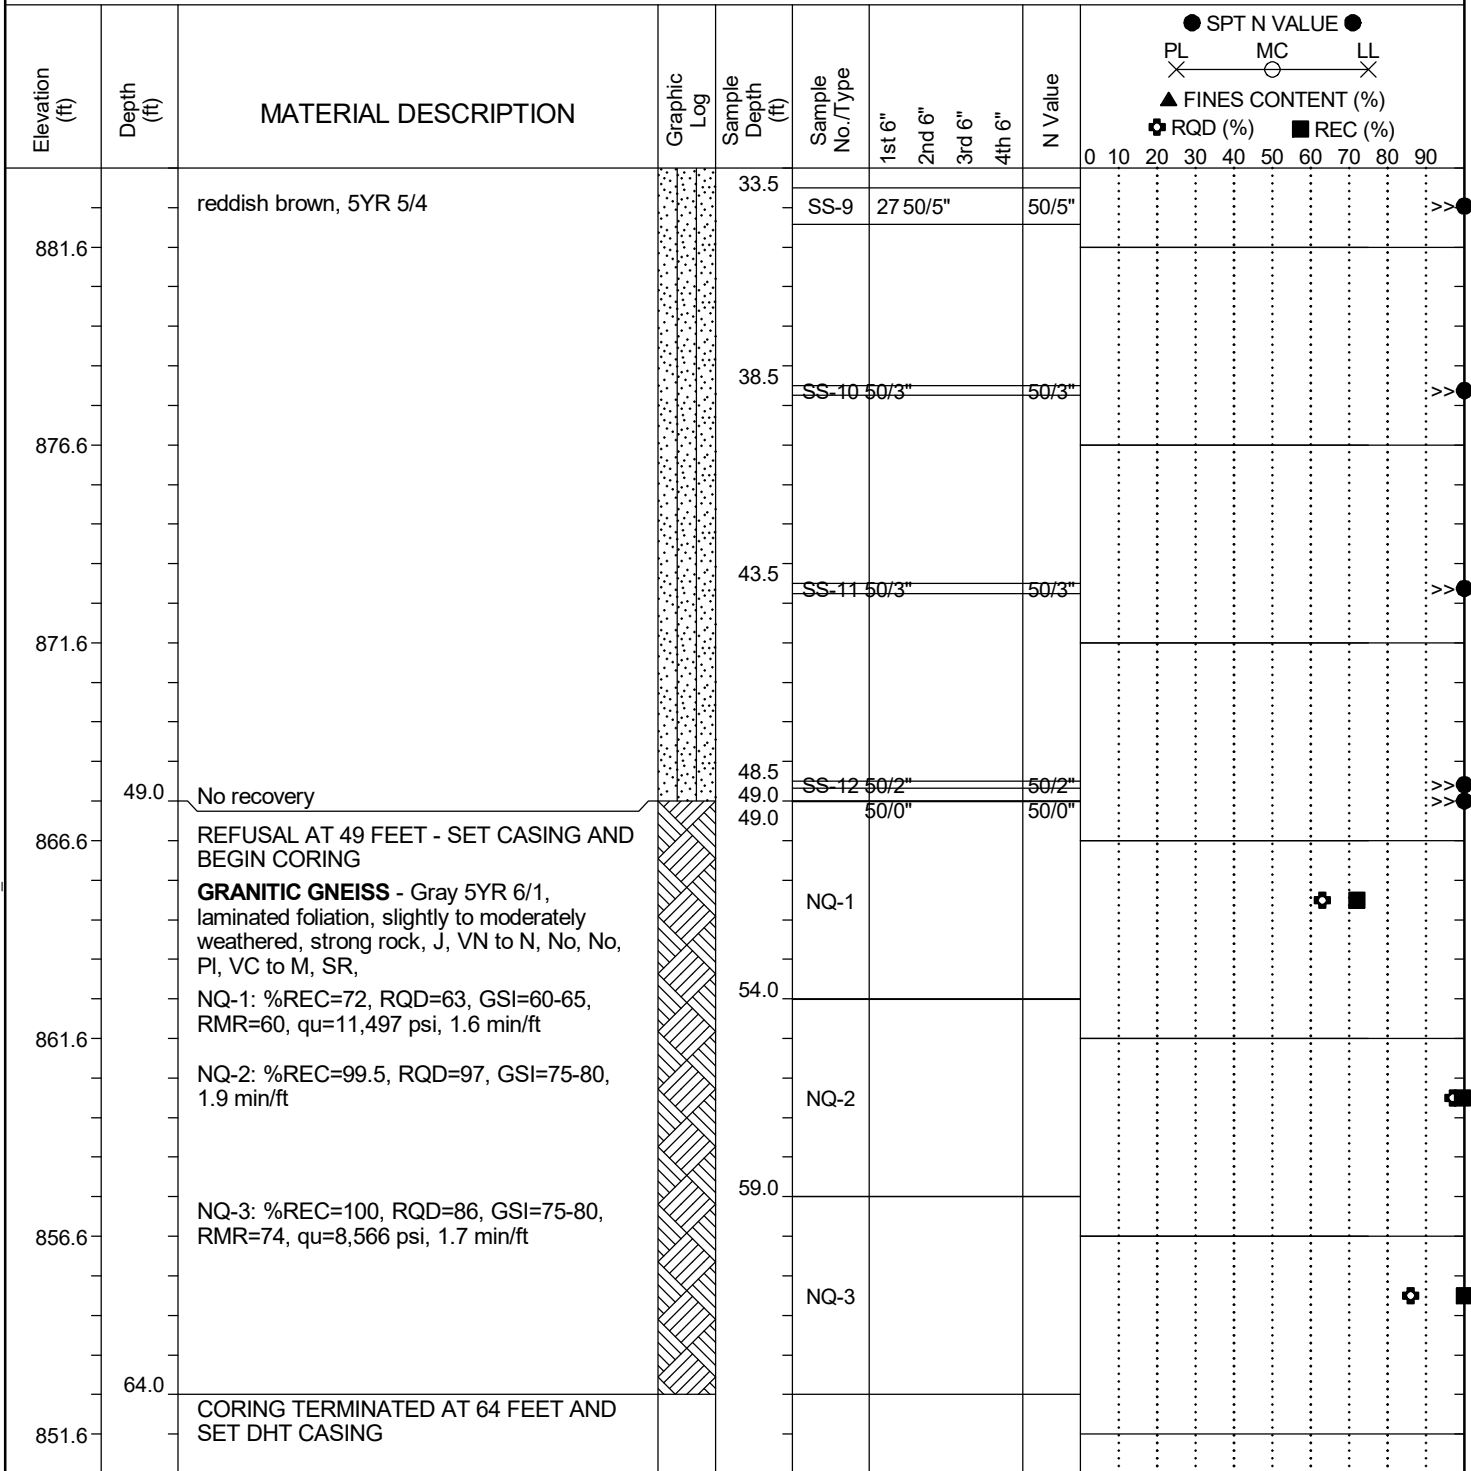 ● SPT N VALUE ●
PL MC LL
▲ FINES CONTENT (%)
RQD (%) ■ REC (%)
Elevation
(ft)
Depth
(ft)
MATERIAL DESCRIPTION
Graphic
Log
Sample
Depth
(ft)
Sample
No./Type
1st 6"
2nd 6"
3rd 6"
4th 6"
N Value
0 10 20 30 40 50 60 70 80 90
33.5
reddish brown, 5YR 5/4 SS-9 27 50/5" 50/5" >>
881.6
38.5
SS-10 50/3" 50/3" >>
876.6
43.5
SS-11 50/3" 50/3" >>
871.6
48.5
SS-12 50/2" 50/2" >>
49.0 No recovery 49.0 >>
49.0 50/0" 50/0"
866.6
REFUSAL AT 49 FEET - SET CASING AND
BEGIN CORING
GRANITIC GNEISS - Gray 5YR 6/1,
NQ-1
laminated foliation, slightly to moderately
weathered, strong rock, J, VN to N, No, No,
Pl, VC to M, SR,
54.0
NQ-1: %REC=72, RQD=63, GSI=60-65,
RMR=60, qu=11,497 psi, 1.6 min/ft
861.6
NQ-2: %REC=99.5, RQD=97, GSI=75-80,
1.9 min/ft
NQ-2
59.0
NQ-3: %REC=100, RQD=86, GSI=75-80,
RMR=74, qu=8,566 psi, 1.7 min/ft
856.6
NQ-3
64.0
CORING TERMINATED AT 64 FEET AND
SET DHT CASING
851.6